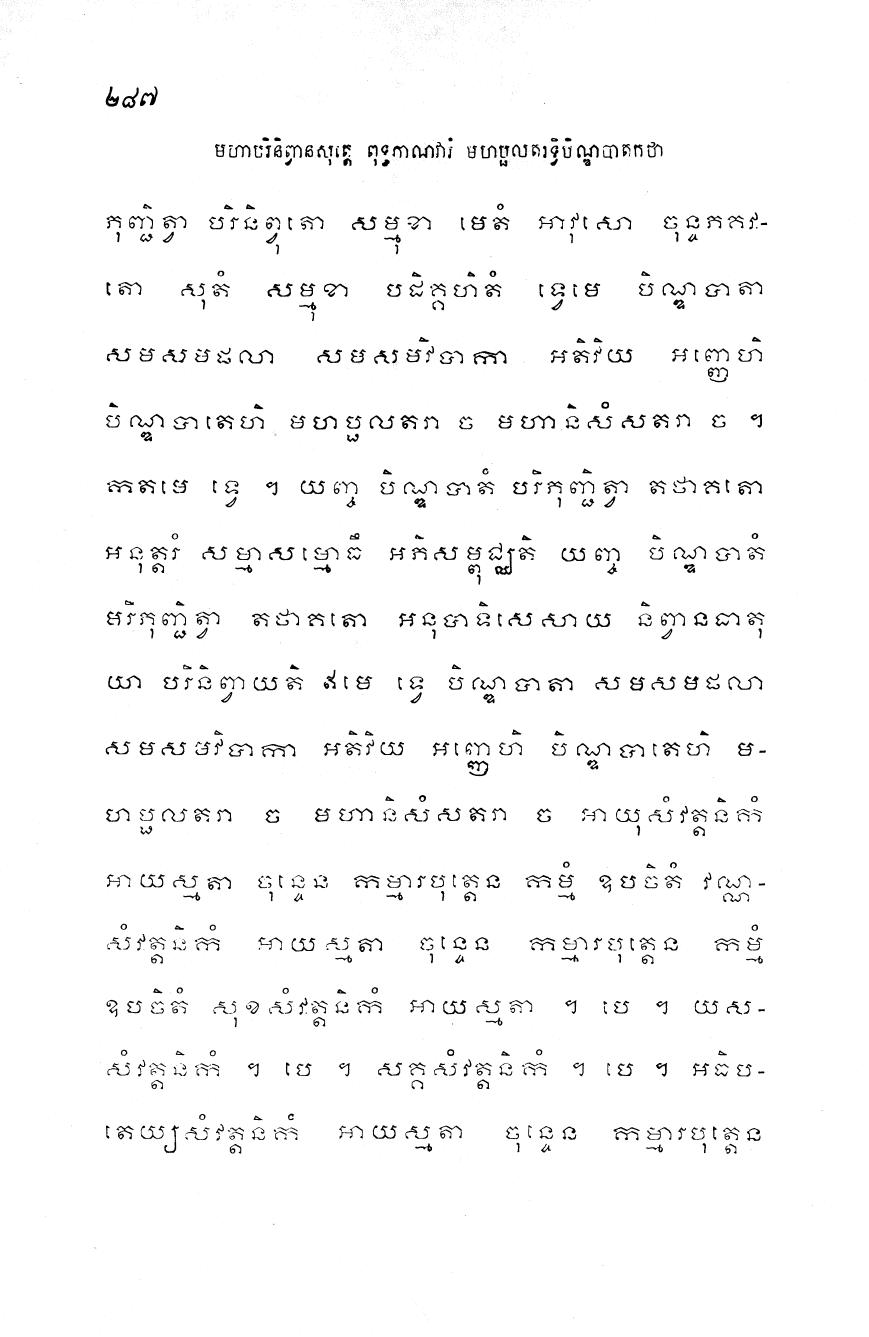 ២៨៧
មហាបរិនិព្វានសុត្តេ ពុទ្ធភាណវារំ មហប្ផលតរទ្វិបិណ្ឌបាតកថា
ភុញ្ជិត្វា បរិនិព្វុតោ សម្មុខា មេតំ អាវុសោ ចុន្ទភគវ-
តោ សុតំ សម្មុខា បដិគ្គហិតំ ទ្វេមេ បិណ្ឌបាតា
សមសមផលា សមសមវិបាកា អតិវិយ អញ្ញេហិ
បិណ្ឌបាតេហិ មហប្ផលតរា ច មហានិសំសតរា ច ។
កតមេ ទ្វេ ។ យញ្ច បិណ្ឌបាតំ បរិភុញ្ជិត្វា តថាគតោ
អនុត្តរំ សម្មាសម្ពោធឹ អភិសម្ពុជ្ឈតិ យញ្ច បិណ្ឌបាតំ
បរិភុញ្ជិត្វា តថាគតោ អនុបាទិសេសាយ និព្វានធាតុ
យា បរិនិព្វាយតិ ឥមេ ទ្វេ បិណ្ឌបាតា សមសមផលា
សមសមវិបាកា អតិវិយ អញ្ញេហិ បិណ្ឌបាតេហិ ម-
ហប្ផលតរា ច មហានិសំសតរា ច អាយុសំវត្តនិកំ
អាយស្មតា ចុន្ទេន កម្មារបុត្តេន កម្មំ ឧបចិតំ វណ្ណ-
សំវត្តនិកំ អាយស្មតា ចុន្ទេន កម្មារបុត្តេន កម្មំ
ឧបចិតំ សុខសំវត្តនិកំ អាយស្មតា ។ បេ ។ យស-
សំវត្តនិកំ ។ បេ ។ សគ្គសំវត្តនិកំ ។ បេ ។ អធិប-
តេយ្យសំវត្តនិកំ អាយស្មតា ចុន្ទេន កម្មារបុត្តេន